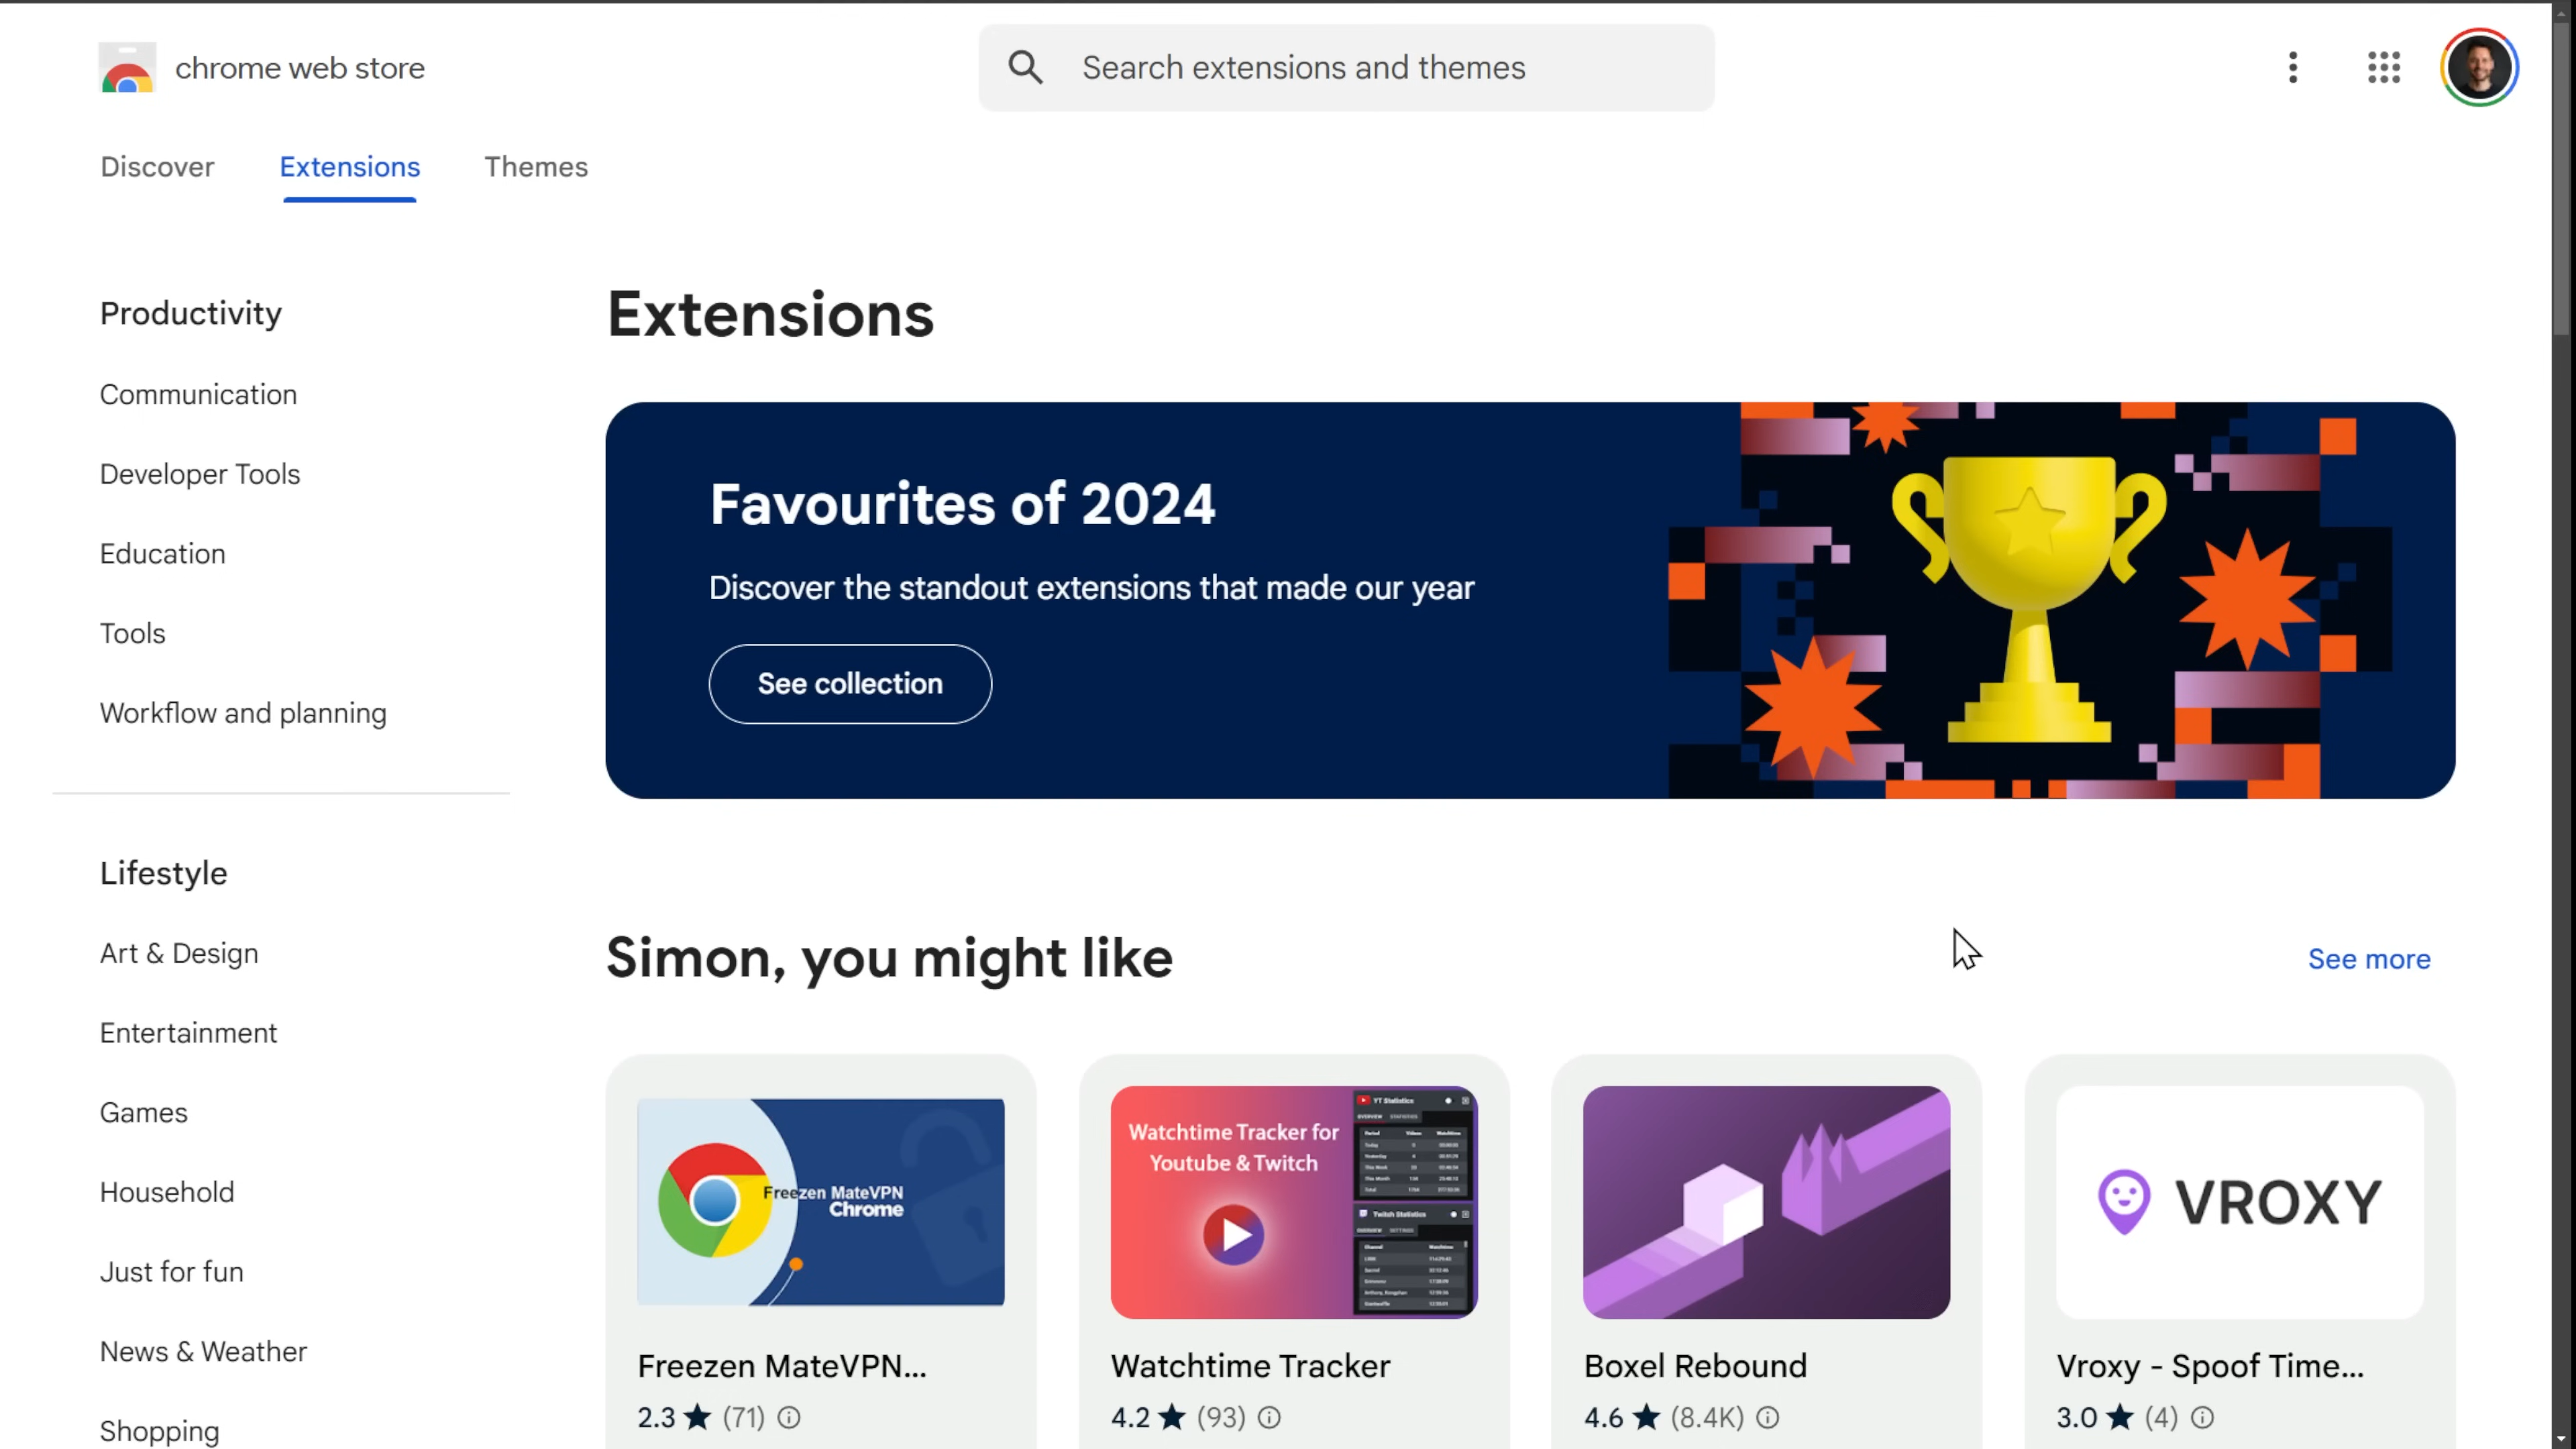 chrome web store
Search extensions and themes
Discover
Extensions
Themes
Productivity
Communication
Developer Tools
Education
Tools
Workflow and planning
Lifestyle
Art & Design
Entertainment
Games
Household
Just for fun
News & Weather
Shopping
Extensions
Favourites of 2024
Discover the standout extensions that made our year
See collection
Simon, you might like
See more
Freezen MateVPN
Chrome
Freezen MateVPN...
2.3 ★ (71)
Watchtime Tracker for
Youtube & Twitch
YT Statistics
Twitch Statistics
Watchtime Tracker
4.2 ★ (93)
Boxel Rebound
4.6 ★ (8.4K)
VROXY
Vroxy - Spoof Time...
3.0 ★ (4)